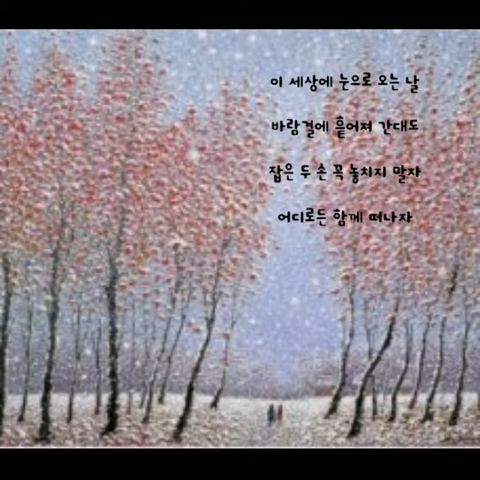 이 세상에 눈으로 오는 날
바람결에 흩어져 간대도
잡은 두 손 꼭 놓치지 말자
어디로든 함께 떠나자